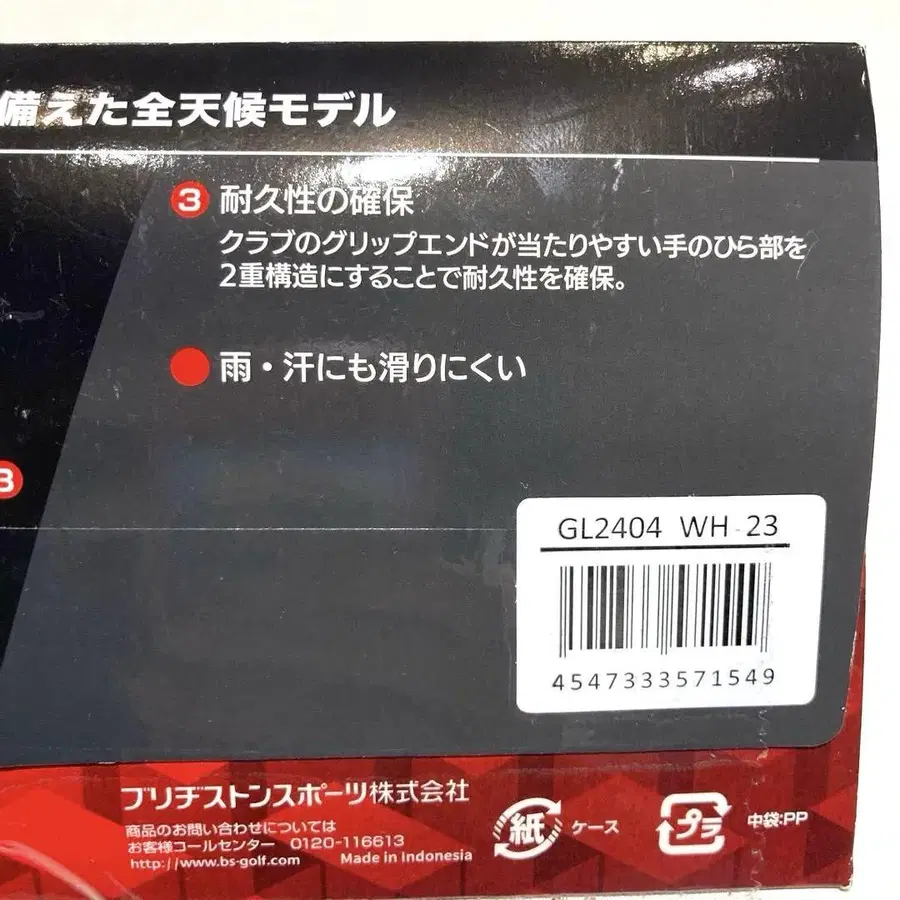 備えた全天候モデル
3 耐久性の確保
クラブのグリップエンドが当たりやすい手のひら部を
2重構造にすることで耐久性を確保。
雨・汗にも滑りにくい
3
GL2404 WH 23
4547333571549
ブリヂストンスポーツ株式会社
商品のお問い合わせについては
お客様コールセンター 0120-116613
http://www.bs-golf.com Made in Indonesia
紙 ケース
プラ 中袋:PP